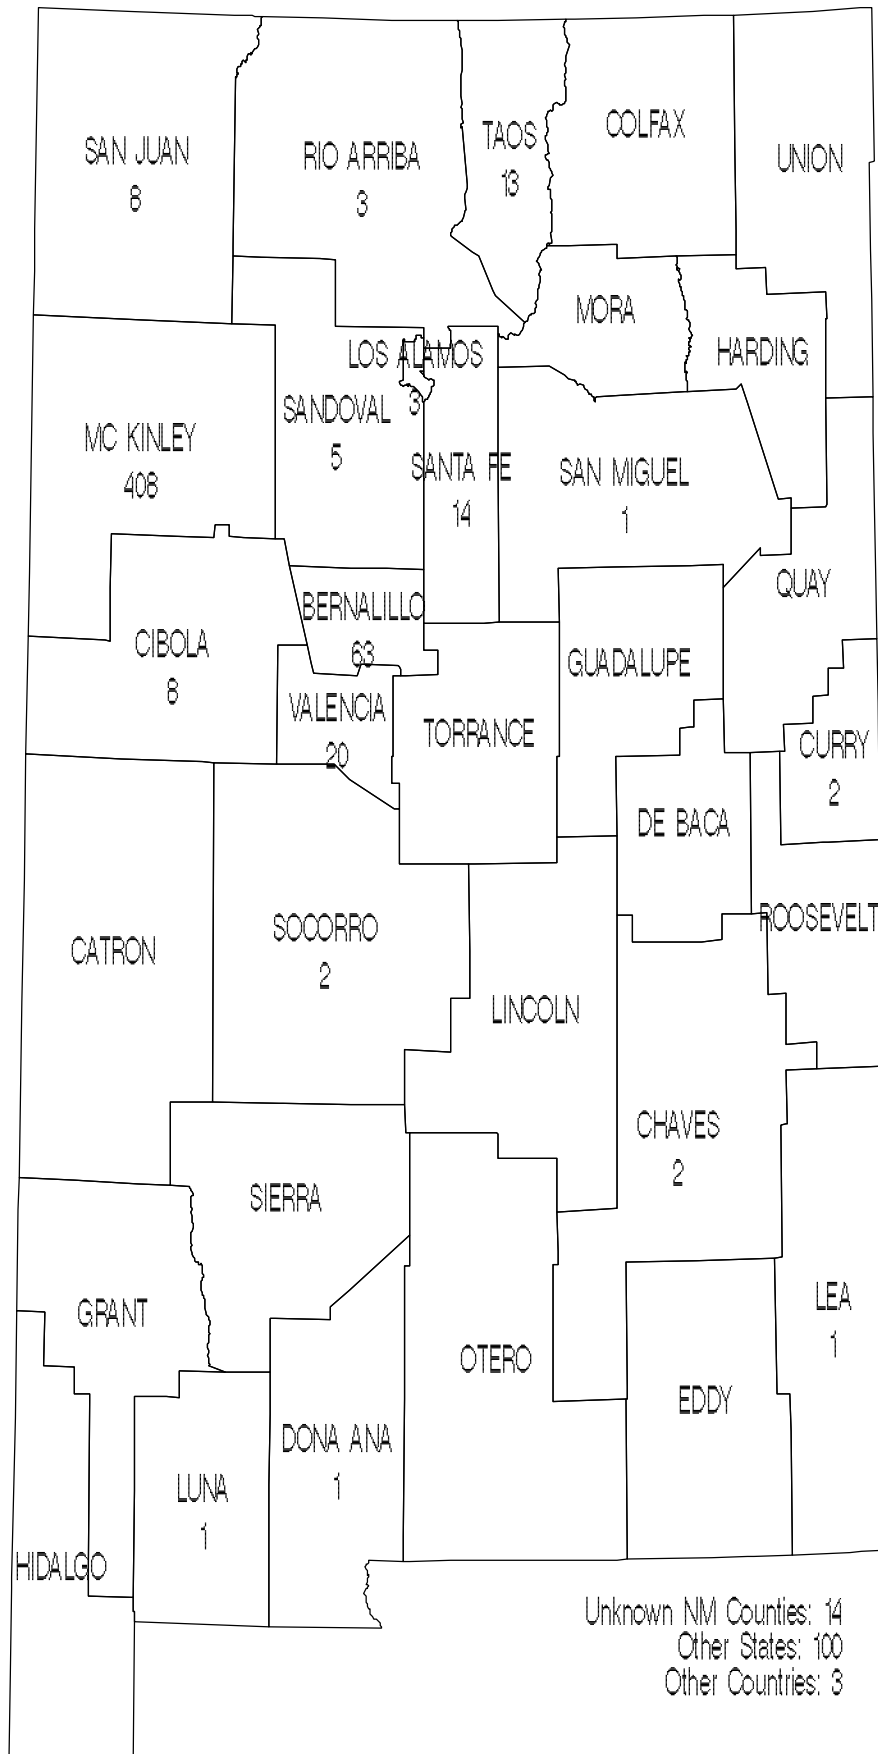 COLFAX
TAOS
13
SAN JUAN
8
RIO ARRIBA
3
UNION
MORA
LOS ALAMOS
3
HARDING
SANDOVAL
5
MC KINLEY
408
SANTA FE
14
SAN MIGUEL
1
QUAY
BERNALILLO
63
CIBOLA
8
GUADALUPE
VALENCIA
20
TORRANCE
CURRY
2
DE BACA
ROOSEVELT
SOCORRO
2
CATRON
LINCOLN
CHAVES
2
SIERRA
LEA
1
GRANT
OTERO
EDDY
DONA ANA
1
LUNA
1
HIDALGO
Unknown NM Counties: 14
Other States: 100
Other Countries: 3